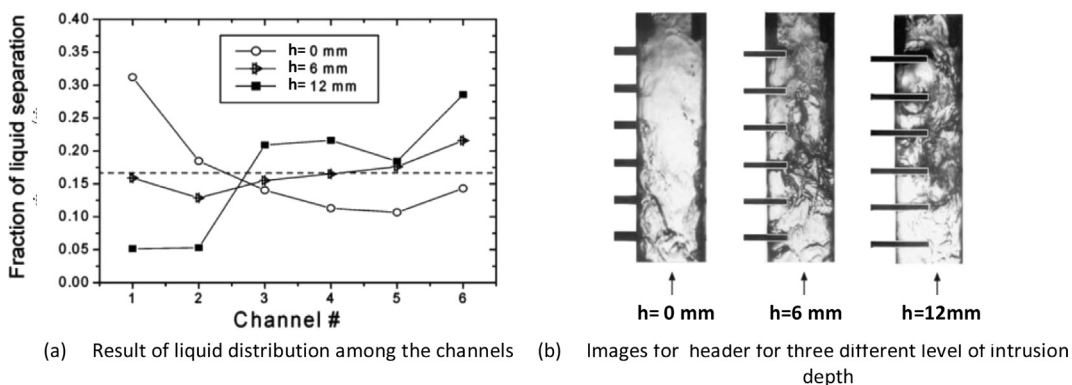 0.40
0.35
0.30
0.25
0.20
0.15
0.10
0.05
0.00
Fraction of liquid separation
h= 0 mm
h= 6 mm
h= 12 mm
1 2 3 4 5 6
Channel #
h= 0 mm h=6 mm h=12mm
(a) Result of liquid distribution among the channels (b) Images for header for three different level of intrusion
depth